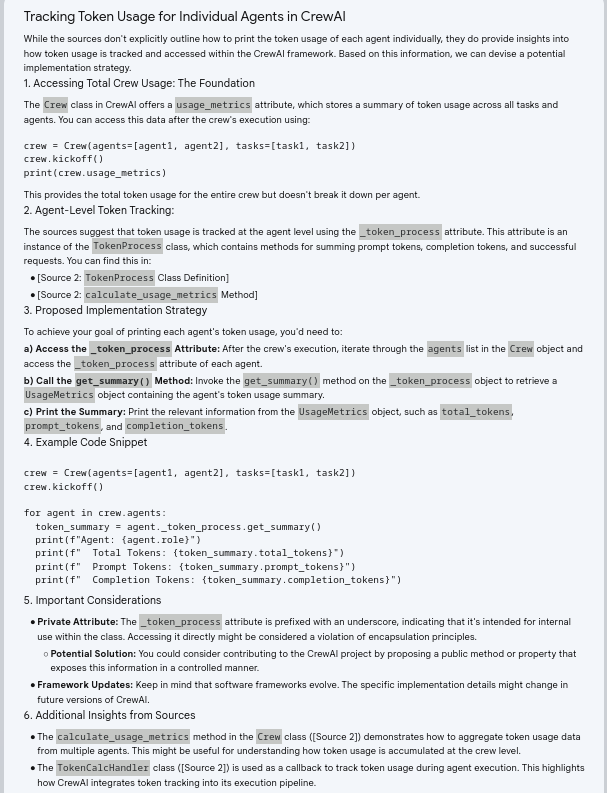 Tracking Token Usage for Individual Agents in CrewAI
While the sources don't explicitly outline how to print the token usage of each agent individually, they do provide insights into
how token usage is tracked and accessed within the CrewAI framework. Based on this information, we can devise a potential
implementation strategy.
1. Accessing Total Crew Usage: The Foundation
The Crew class in CrewAI offers a usage_metrics attribute, which stores a summary of token usage across all tasks and
agents. You can access this data after the crew's execution using:
crew = Crew(agents=[agent1, agent2], tasks=[task1, task2])
crew.kickoff()
print(crew.usage_metrics)
This provides the total token usage for the entire crew but doesn't break it down per agent.
2. Agent-Level Token Tracking:
The sources suggest that token usage is tracked at the agent level using the _token_process attribute. This attribute is an
instance of the TokenProcess class, which contains methods for summing prompt tokens, completion tokens, and successful
requests. You can find this in:
● [Source 2: TokenProcess Class Definition]
● [Source 2: calculate_usage_metrics Method]
3. Proposed Implementation Strategy
To achieve your goal of printing each agent's token usage, you'd need to:
a) Access the _token_process Attribute: After the crew's execution, iterate through the agents list in the Crew object and
access the _token_process attribute of each agent.
b) Call the get_summary() Method: Invoke the get_summary() method on the _token_process object to retrieve a
UsageMetrics object containing the agent's token usage summary.
c) Print the Summary: Print the relevant information from the UsageMetrics object, such as total_tokens,
prompt_tokens, and completion_tokens.
4. Example Code Snippet
crew = Crew(agents=[agent1, agent2], tasks=[task1, task2])
crew.kickoff()
for agent in crew.agents:
  token_summary = agent._token_process.get_summary()
  print(f"Agent: {agent.role}")
  print(f"  Total Tokens: {token_summary.total_tokens}")
  print(f"  Prompt Tokens: {token_summary.prompt_tokens}")
  print(f"  Completion Tokens: {token_summary.completion_tokens}")
5. Important Considerations
● Private Attribute: The _token_process attribute is prefixed with an underscore, indicating that it's intended for internal
use within the class. Accessing it directly might be considered a violation of encapsulation principles.
○ Potential Solution: You could consider contributing to the CrewAI project by proposing a public method or property that
exposes this information in a controlled manner.
● Framework Updates: Keep in mind that software frameworks evolve. The specific implementation details might change in
future versions of CrewAI.
6. Additional Insights from Sources
● The calculate_usage_metrics method in the Crew class ([Source 2]) demonstrates how to aggregate token usage data
from multiple agents. This might be useful for understanding how token usage is accumulated at the crew level.
● The TokenCalcHandler class ([Source 2]) is used as a callback to track token usage during agent execution. This highlights
how CrewAI integrates token tracking into its execution pipeline.